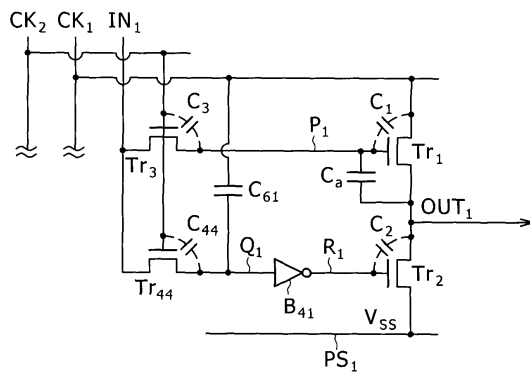 CK2 CK1 IN1
C3
P1
C1
Tr3
Tr1
Ca
C61
OUT1
C44
Q1
R1
C2
Tr44
B41
Tr2
VSS
PS1